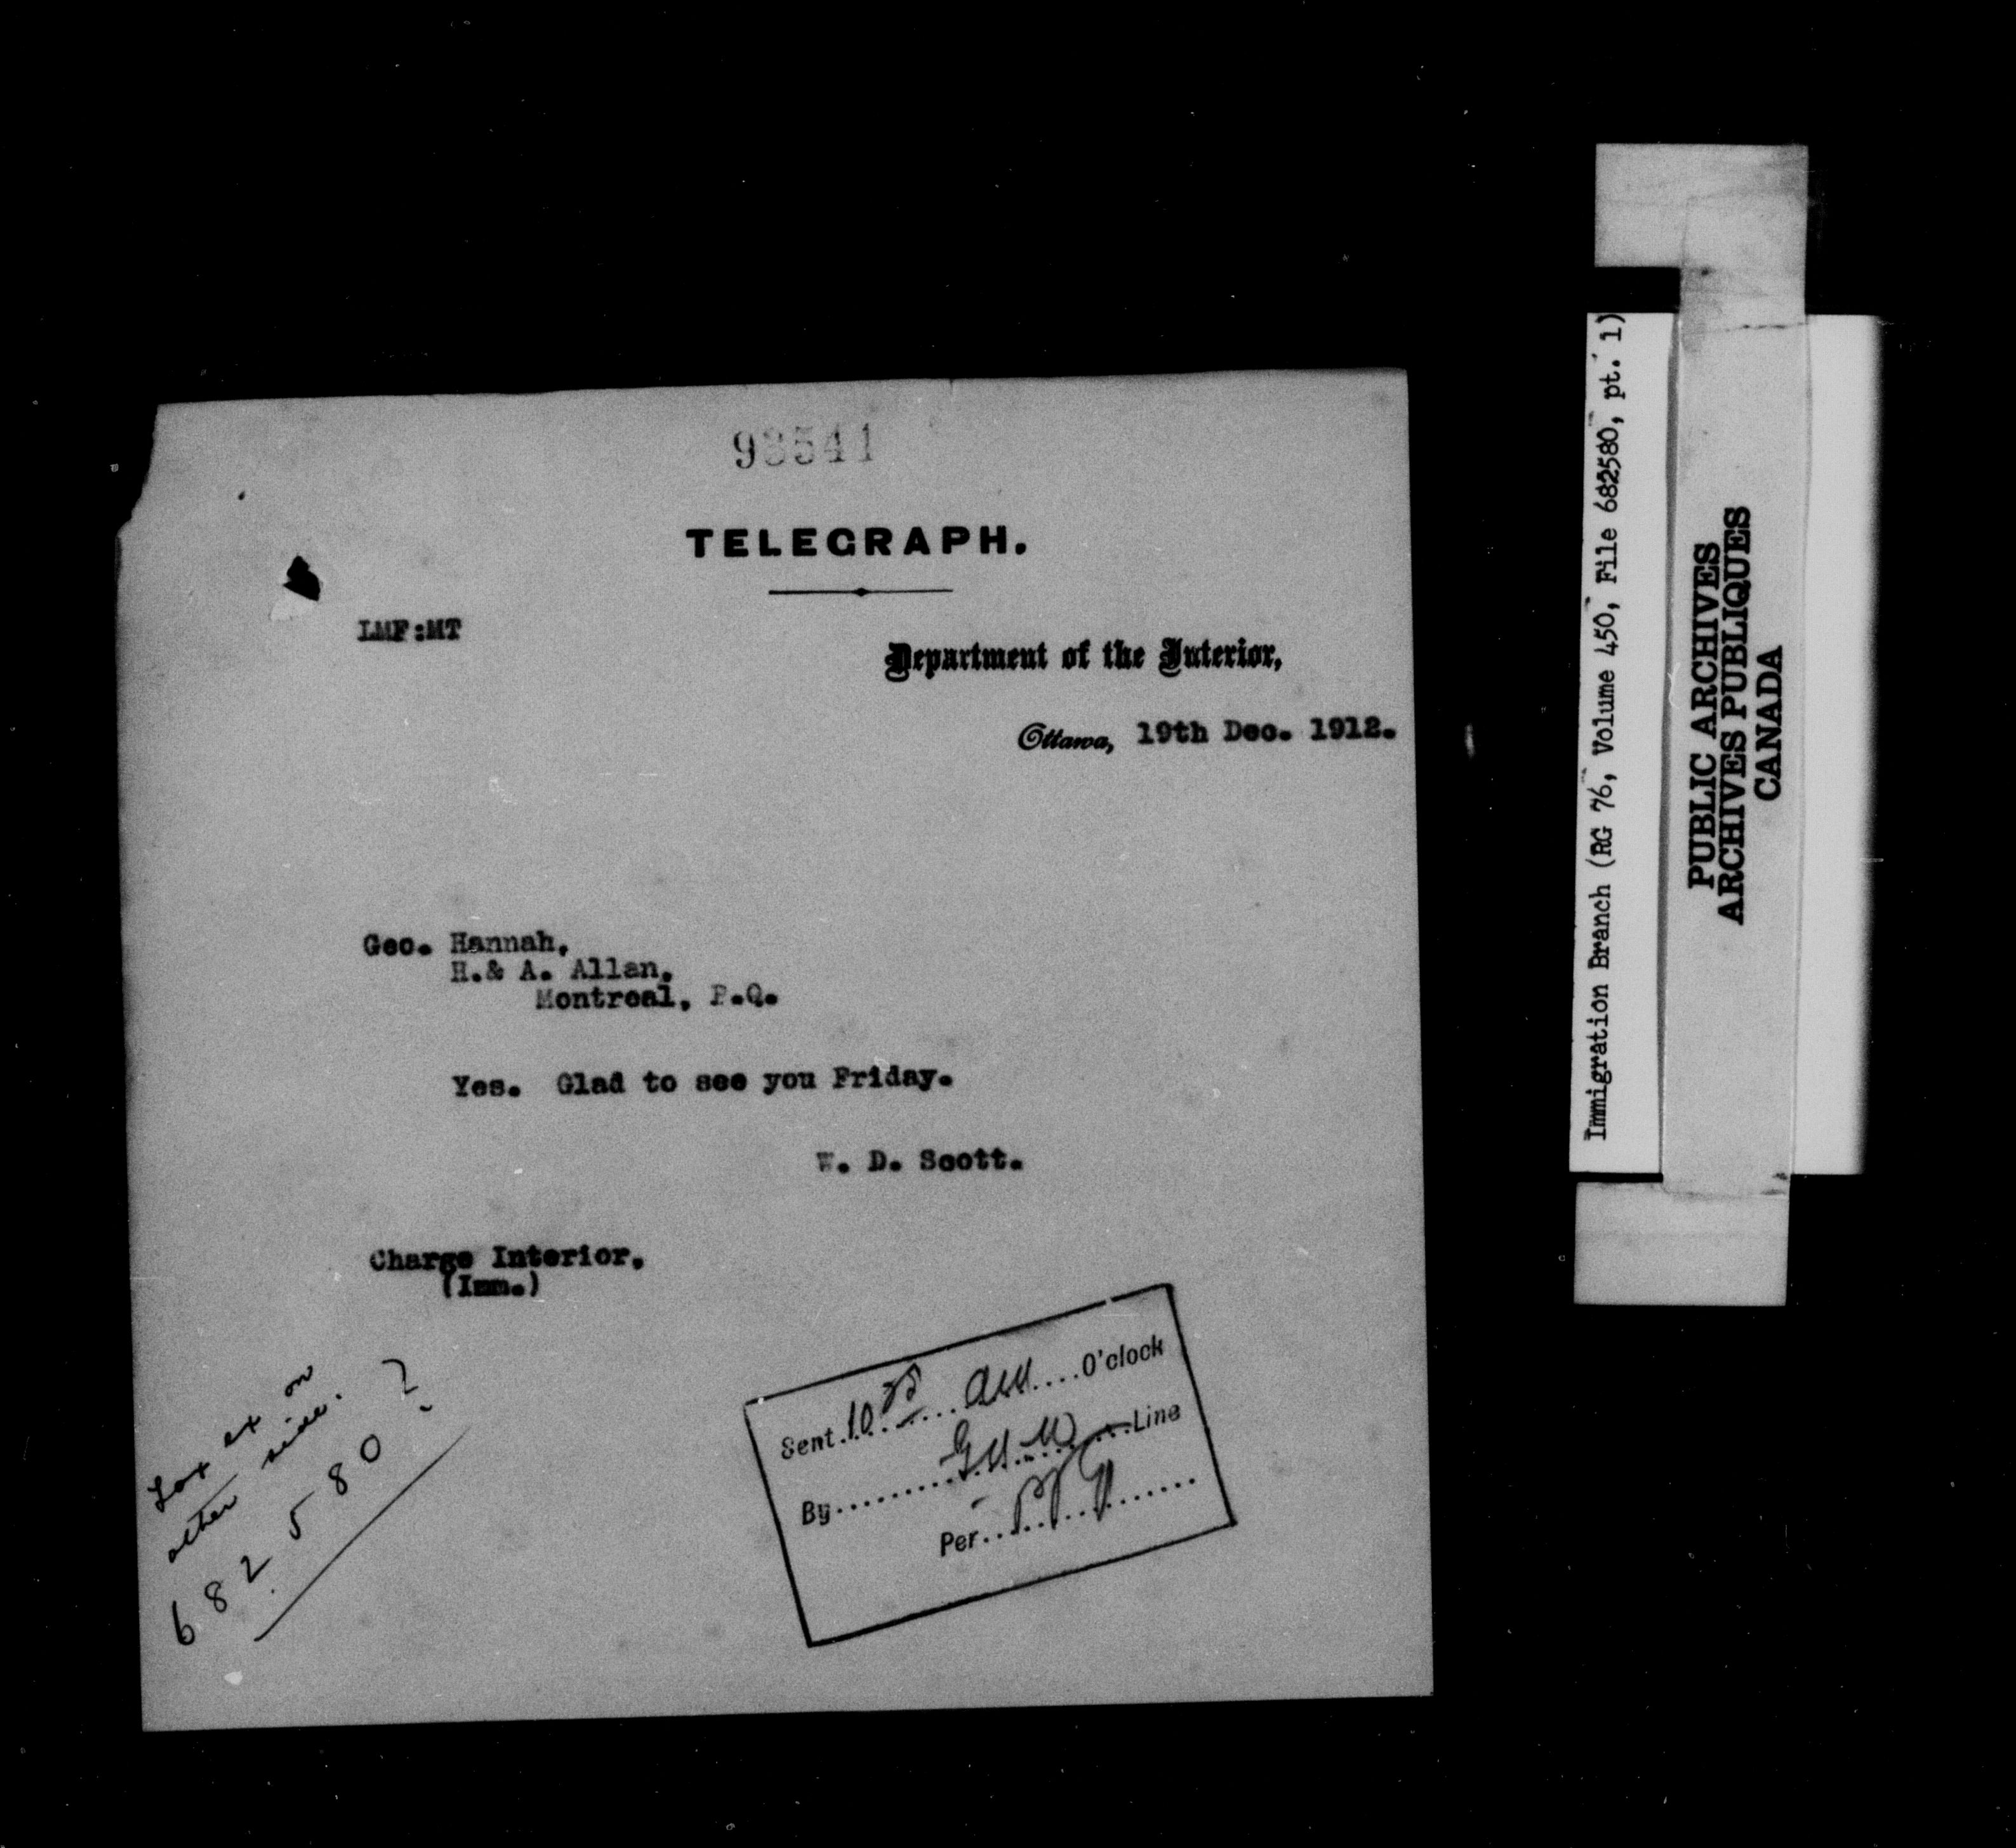 93541
TELEGRAPH.
LMF:MT
Department of the Interior,
Ottawa, 19th Dec. 1912.
Geo. Hannah,
H.& A. Allan,
Montreal, P.Q.
Yes. Glad to see you Friday.
W. D. Scott.
Charge Interior.
(Imm.)
on
other side. ?
682580
Sent 10 am O'clock
By Line
Per
Immigration Branch (RG 76, Volume 450, File 682580, pt. 1)
PUBLIC ARCHIVES
ARCHIVES PUBLIQUES
CANADA